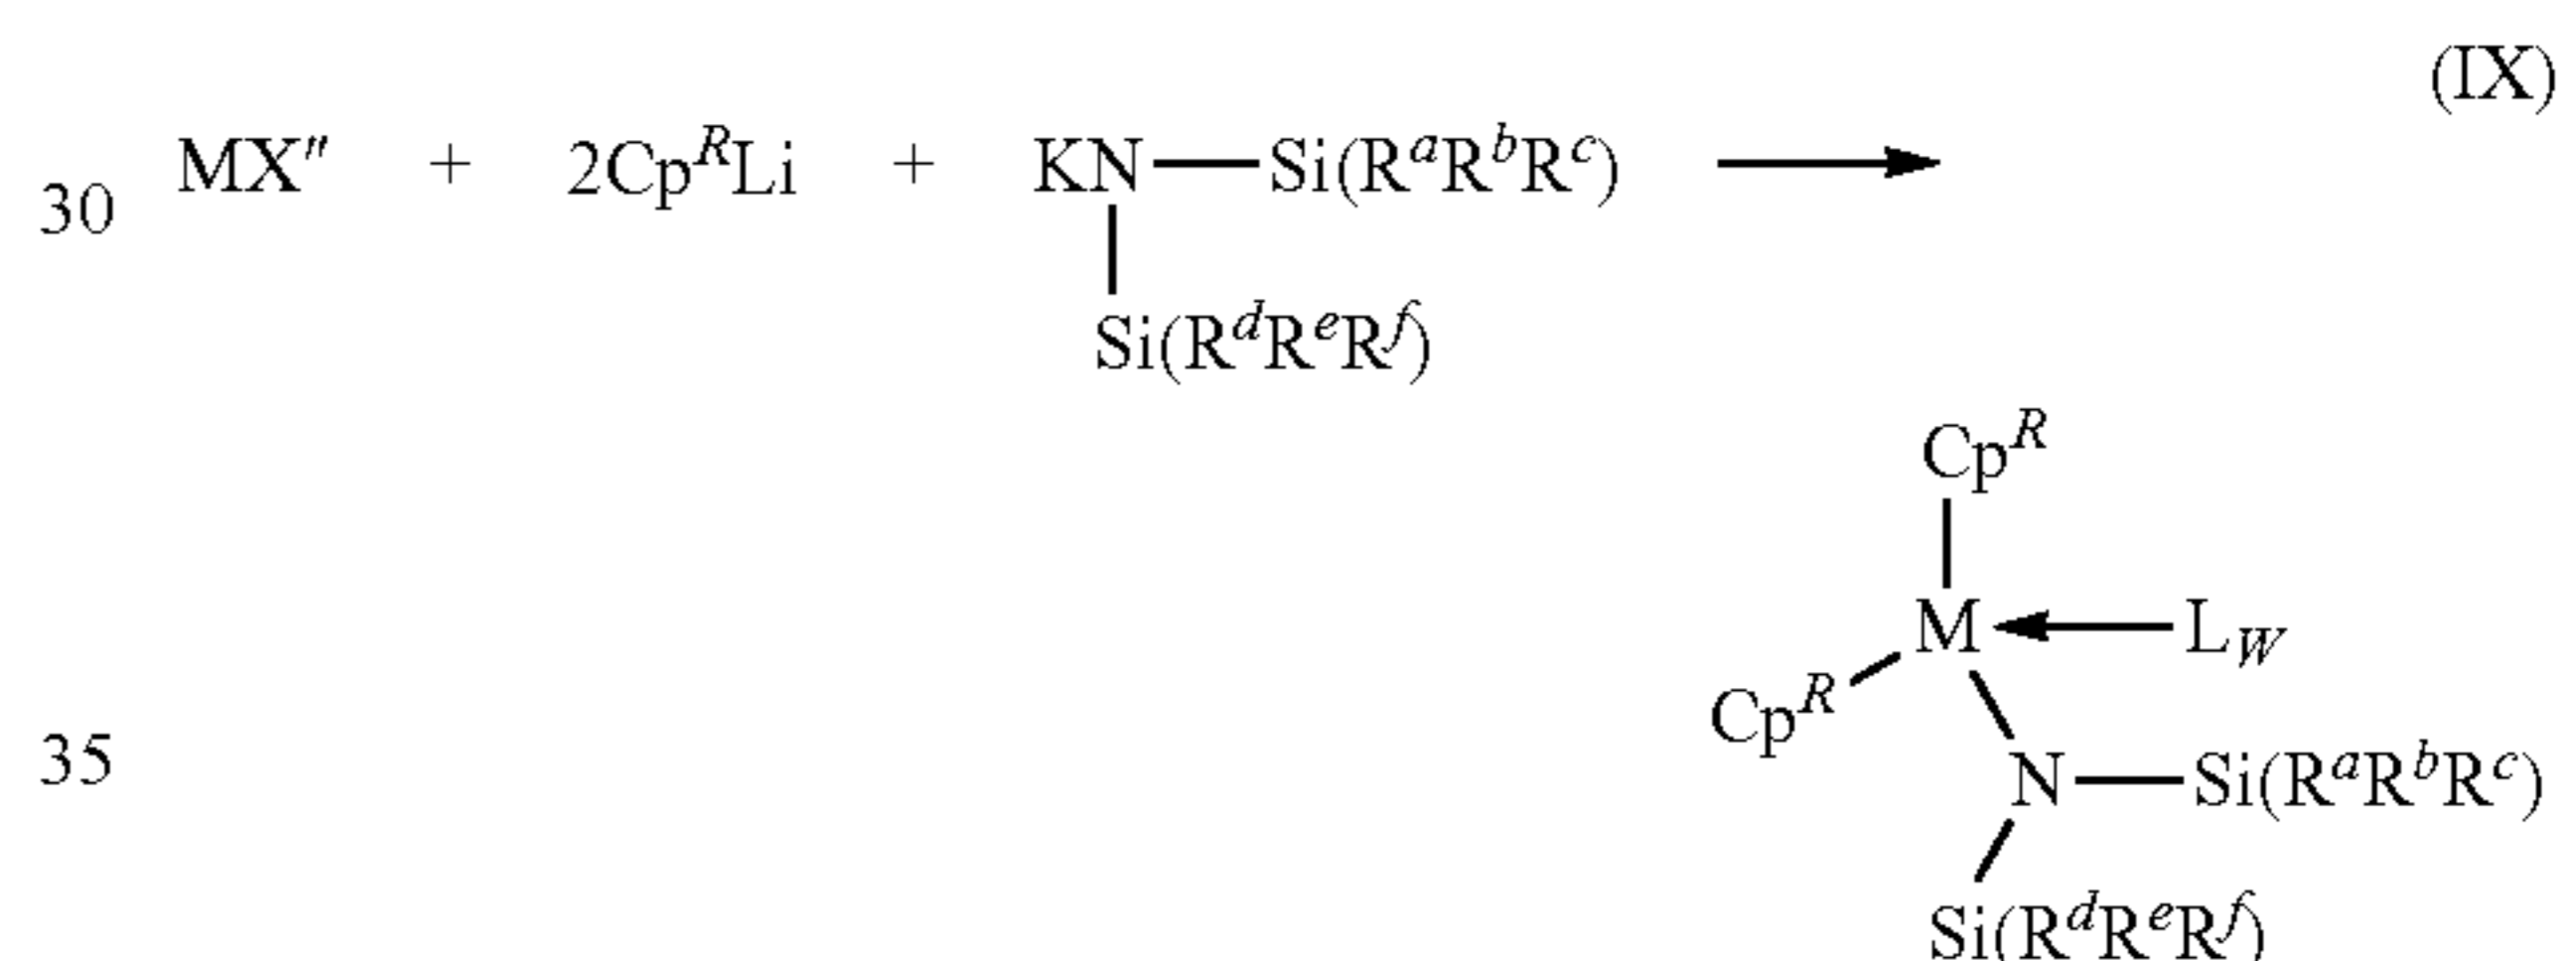 (IX)
30 MX″ + 2Cp^R Li + KN—Si(R^a R^b R^c) ⟶
Si(R^d R^e R^f)
Cp^R
M ⟵ L_W
Cp^R
35 N—Si(R^a R^b R^c)
Si(R^d R^e R^f)